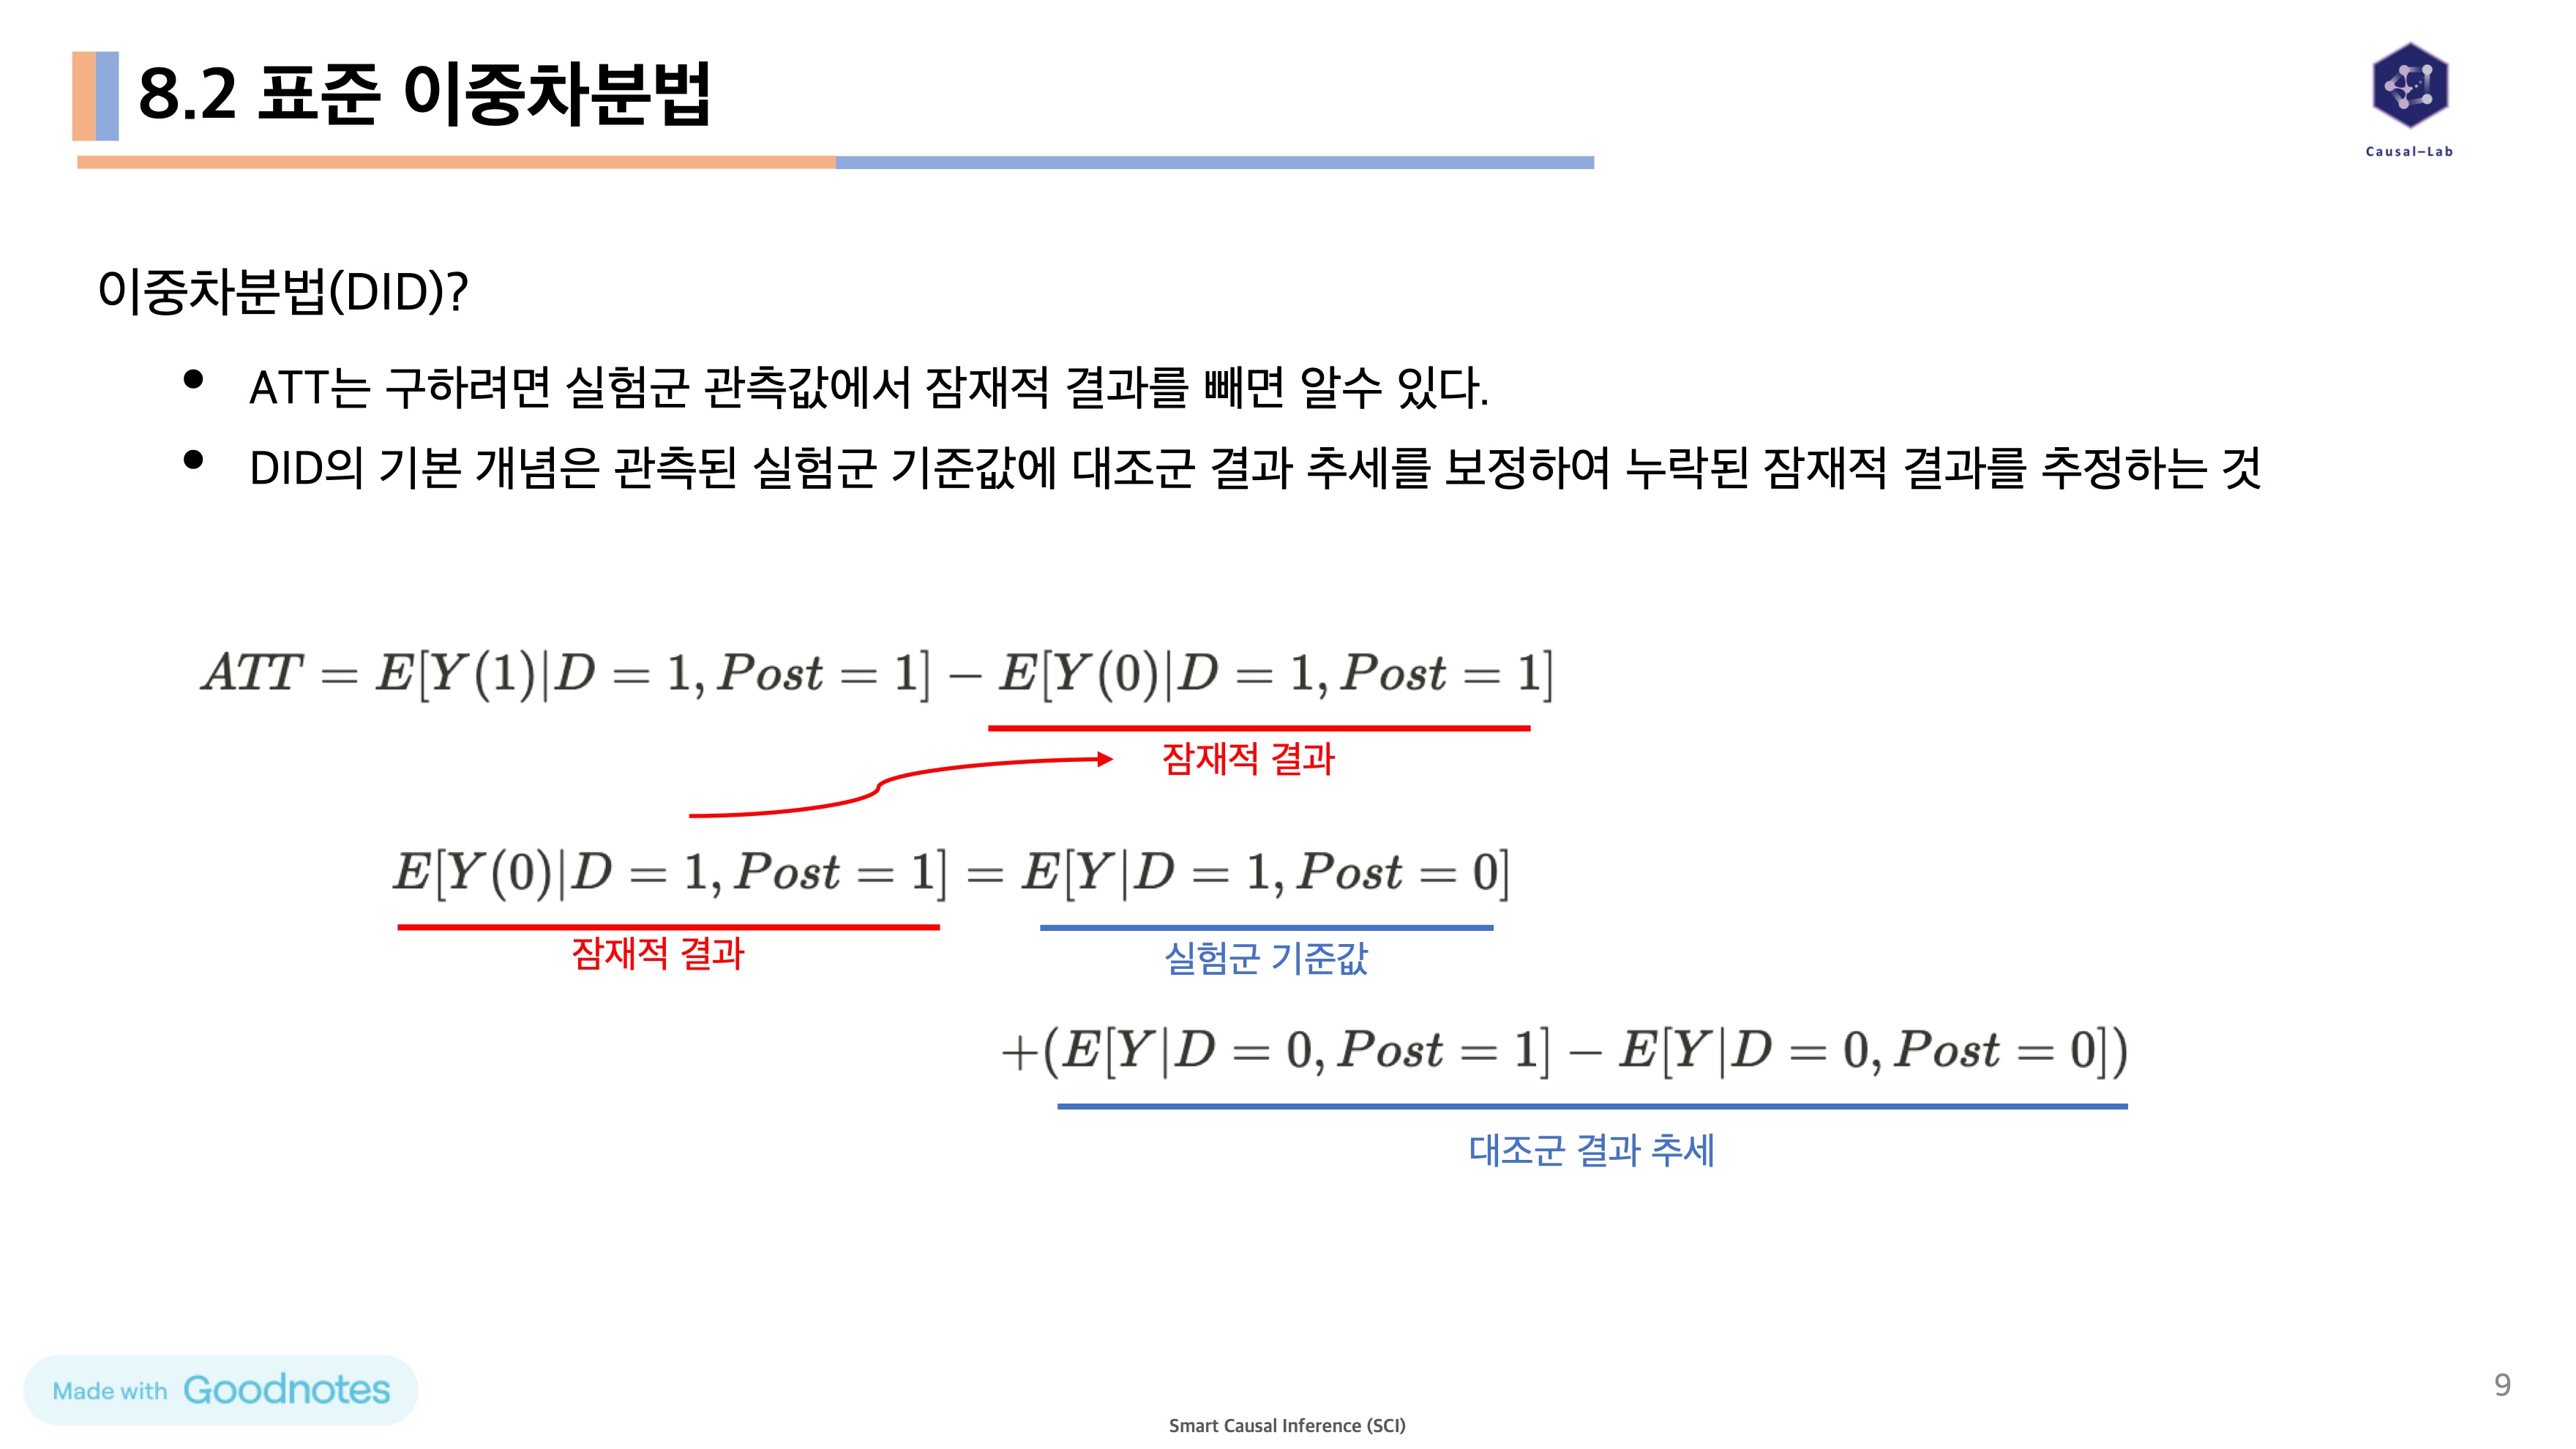 8.2 표준 이중차분법
Causal–Lab
이중차분법(DID)?
• ATT는 구하려면 실험군 관측값에서 잠재적 결과를 빼면 알수 있다.
• DID의 기본 개념은 관측된 실험군 기준값에 대조군 결과 추세를 보정하여 누락된 잠재적 결과를 추정하는 것
ATT = E[Y(1)|D = 1, Post = 1] − E[Y(0)|D = 1, Post = 1]
잠재적 결과
E[Y(0)|D = 1, Post = 1] = E[Y|D = 1, Post = 0]
잠재적 결과
실험군 기준값
+(E[Y|D = 0, Post = 1] − E[Y|D = 0, Post = 0])
대조군 결과 추세
Made with Goodnotes
9
Smart Causal Inference (SCI)